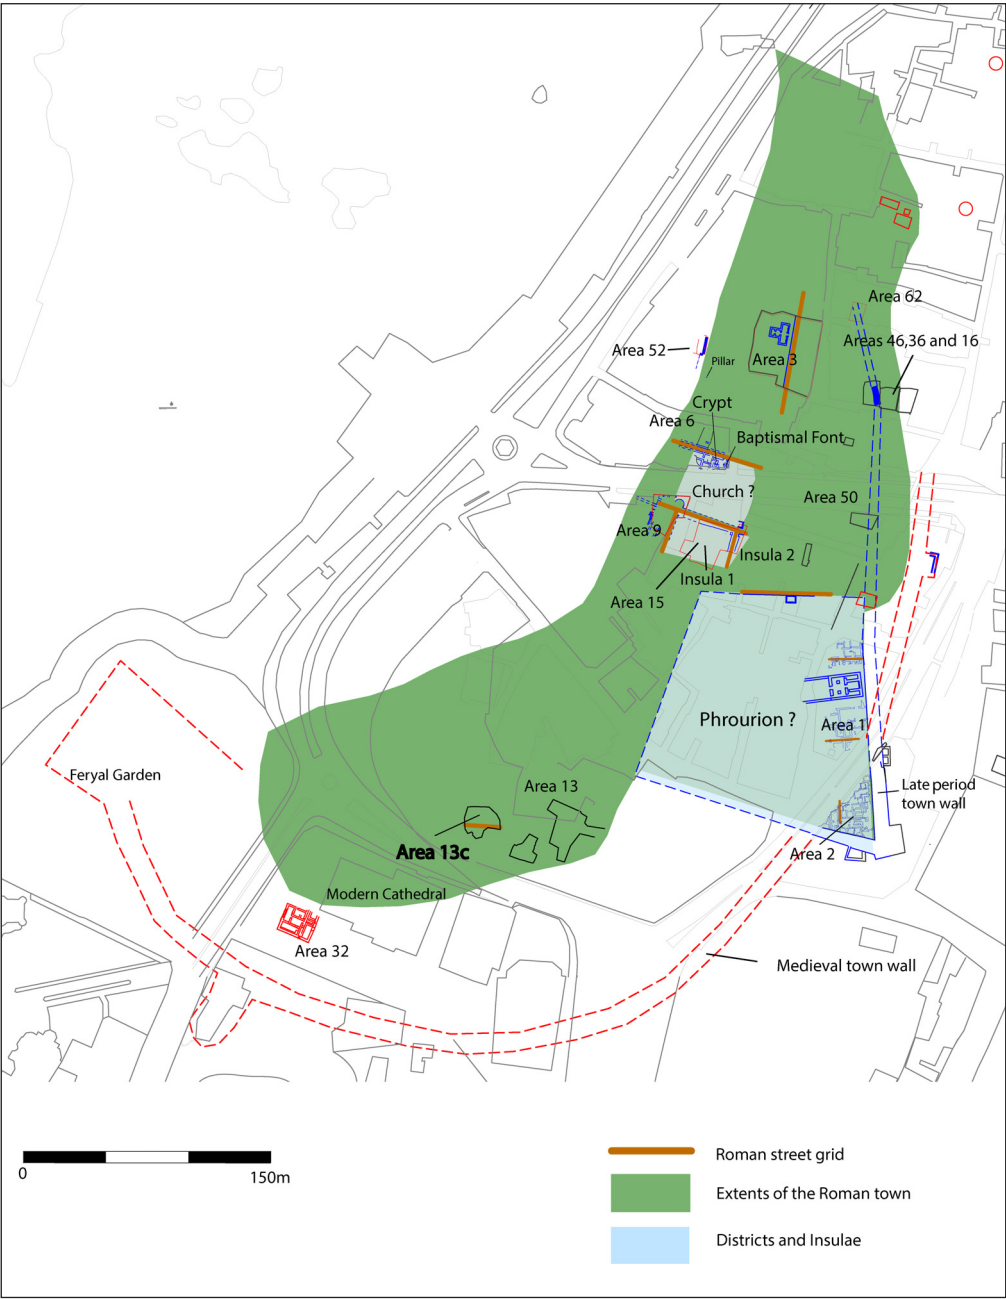 Area 62
Areas 46,36 and 16
Area 52
Pillar
Area 3
Crypt
Area 6
Baptismal Font
Church ?
Area 50
Area 9
Insula 2
Insula 1
Area 15
Phrourion ?
Area 1
Feryal Garden
Area 13
Late period
town wall
Area 13c
Area 2
Modern Cathedral
Area 32
Medieval town wall
0
150m
Roman street grid
Extents of the Roman town
Districts and Insulae